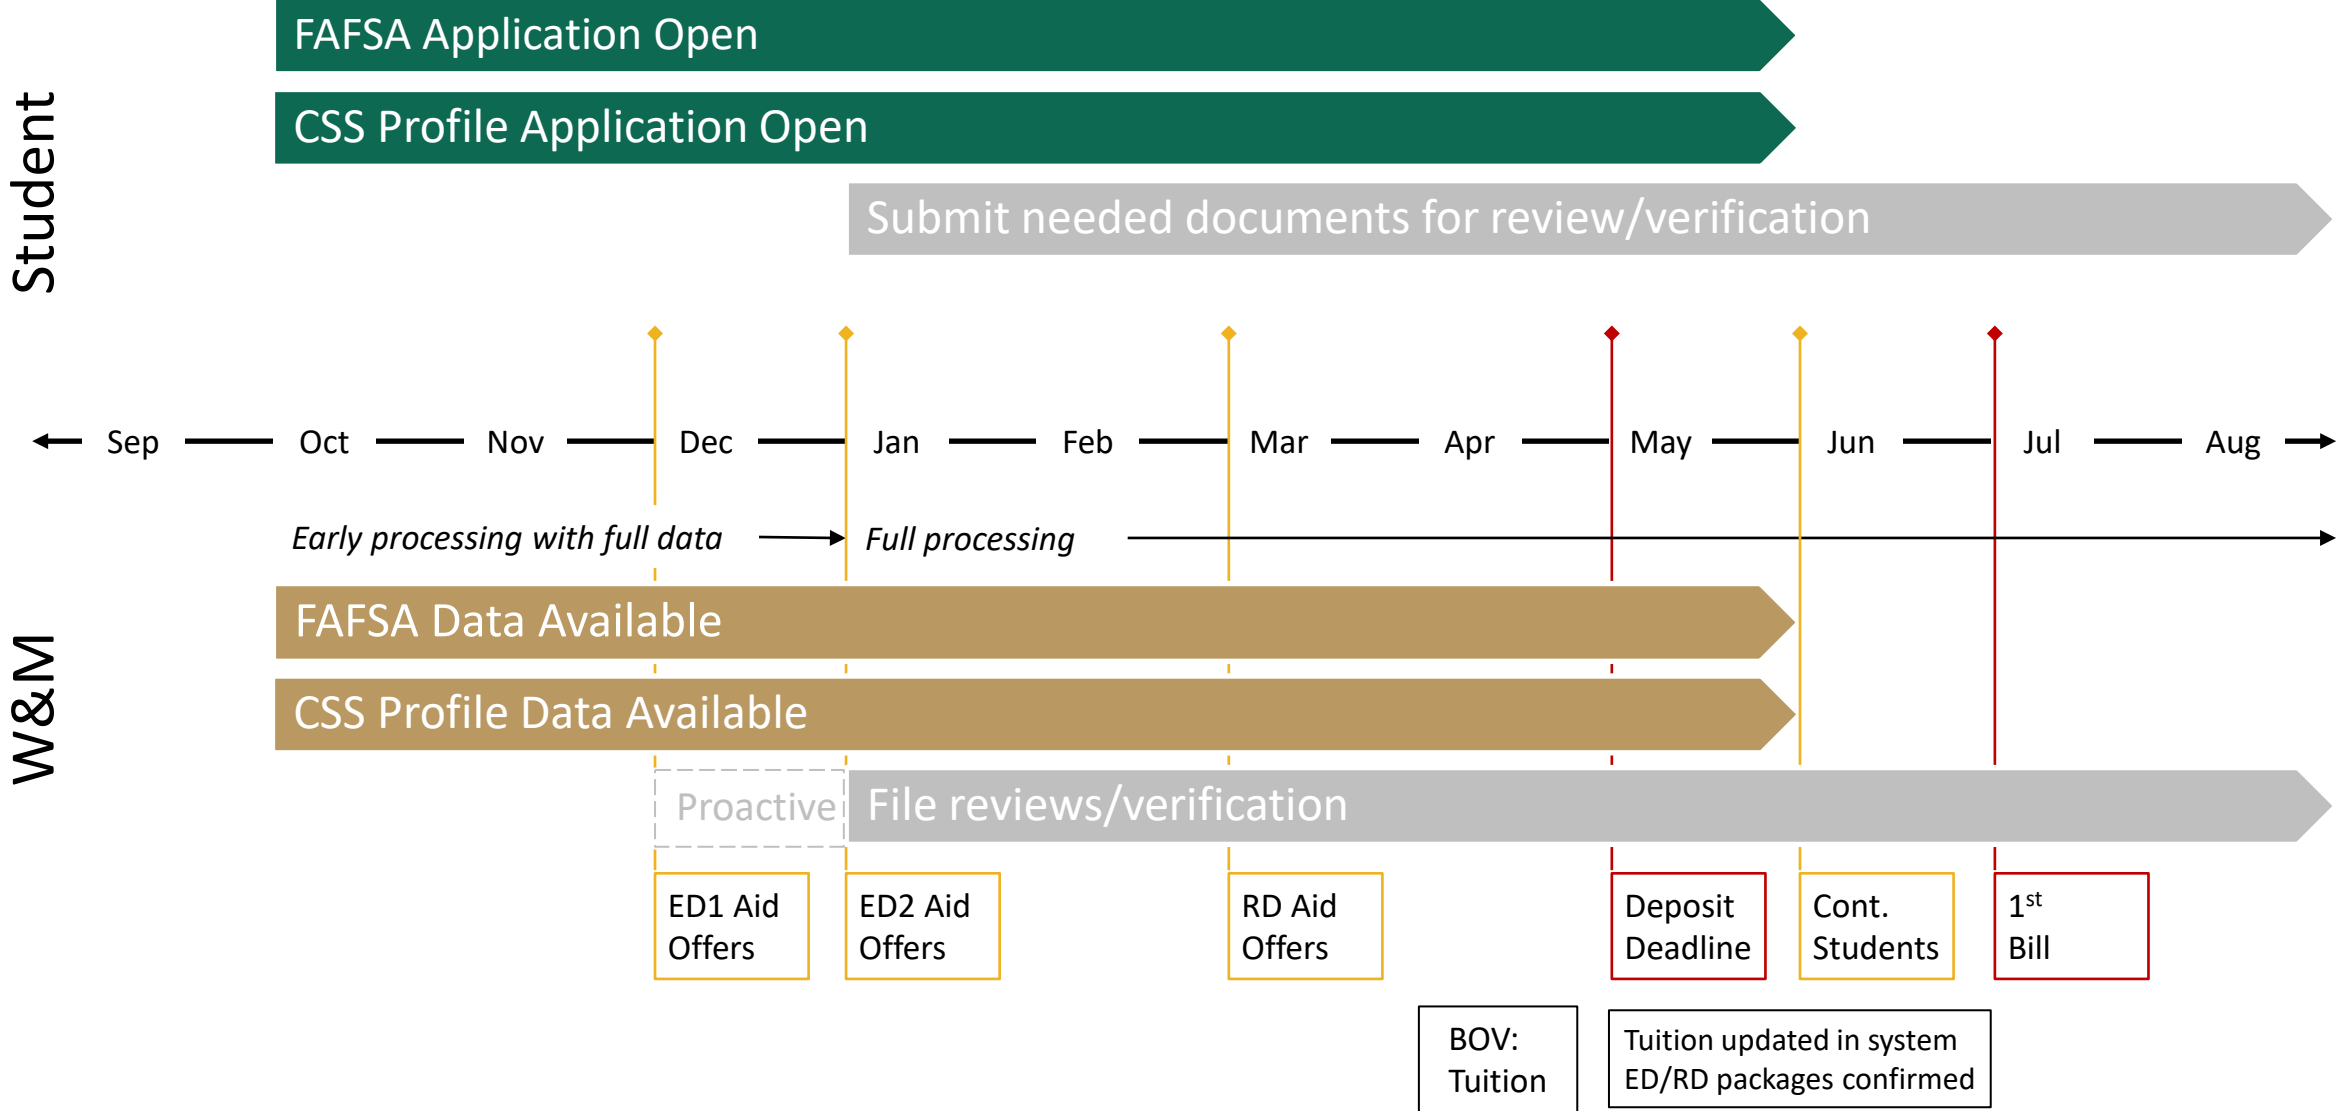 Student
FAFSA Application Open
CSS Profile Application Open
Submit needed documents for review/verification
Sep Oct Nov Dec Jan Feb Mar Apr May Jun Jul Aug
Early processing with full data Full processing
W&M
FAFSA Data Available
CSS Profile Data Available
Proactive File reviews/verification
ED1 Aid
Offers
ED2 Aid
Offers
RD Aid
Offers
Deposit
Deadline
Cont.
Students
1st
Bill
BOV:
Tuition
Tuition updated in system
ED/RD packages confirmed